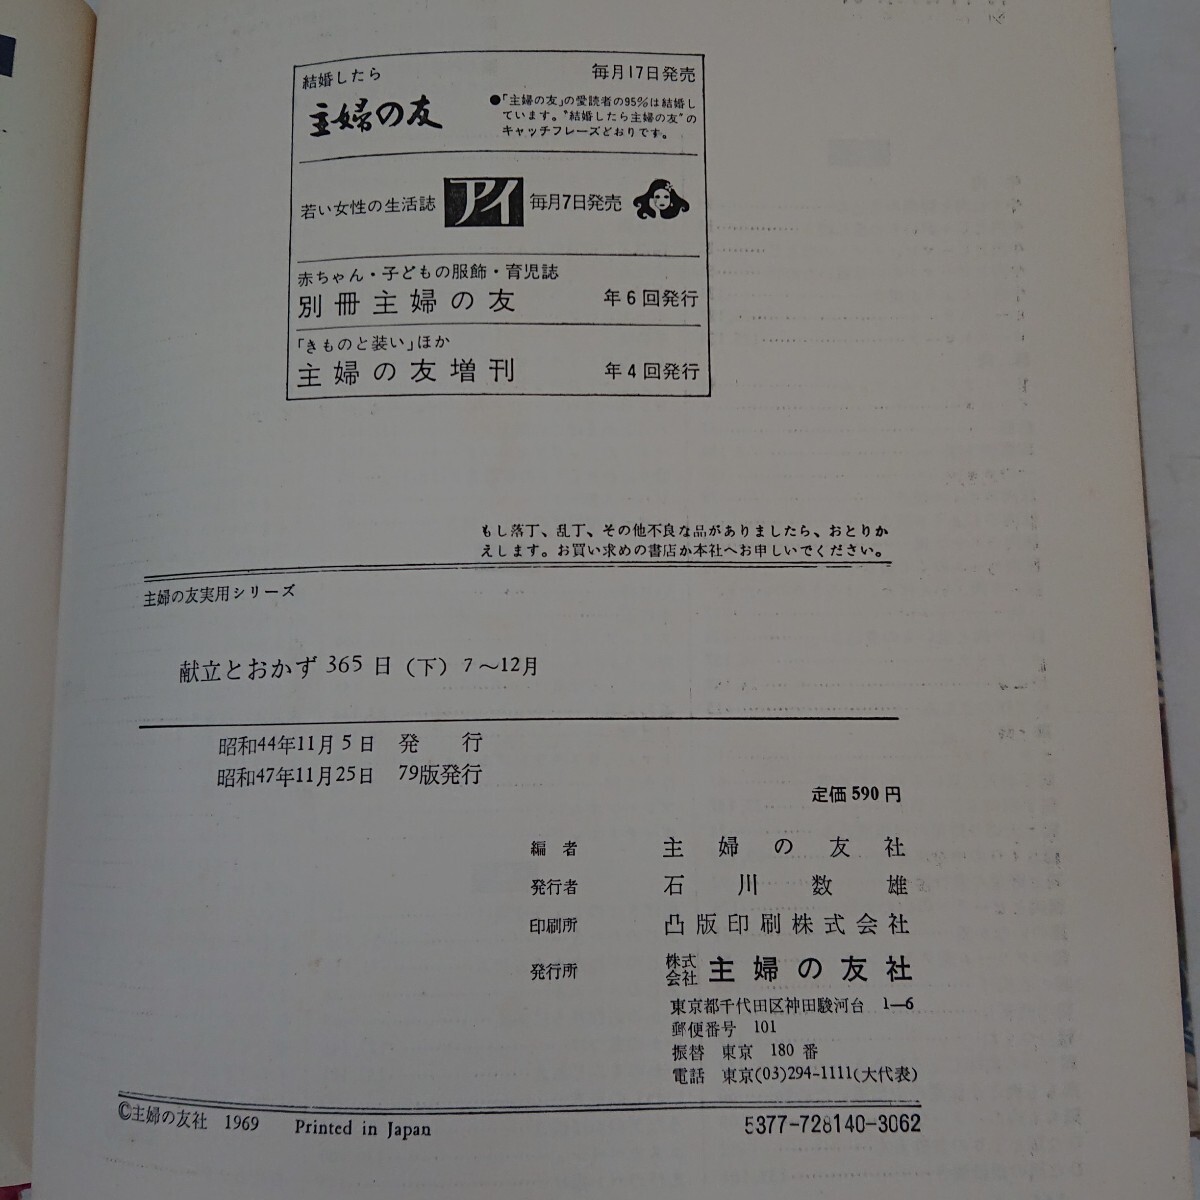 結婚したら
毎月17日発売
主婦の友
●「主婦の友」の愛読者の95%は結婚し
ています。"結婚したら主婦の友"の
キャッチフレーズどおりです。
若い女性の生活誌 アイ 毎月7日発売
赤ちゃん・子どもの服飾・育児誌
別冊主婦の友 年6回発行
「きものと装い」ほか
主婦の友増刊 年4回発行
もし落丁、乱丁、その他不良な品がありましたら、おとりか
えします。お買い求めの書店か本社へお申しいでください。
主婦の友実用シリーズ
献立とおかず 365 日 (下) 7〜12月
昭和44年11月5日 発行
昭和47年11月25日 79版発行
定価 590 円
編者 主婦の友社
発行者 石川数雄
印刷所 凸版印刷株式会社
発行所 株式会社 主婦の友社
東京都千代田区神田駿河台 1—6
郵便番号 101
振替 東京 180 番
電話 東京(03)294-1111(大代表)
©主婦の友社 1969 Printed in Japan 5377-728140-3062